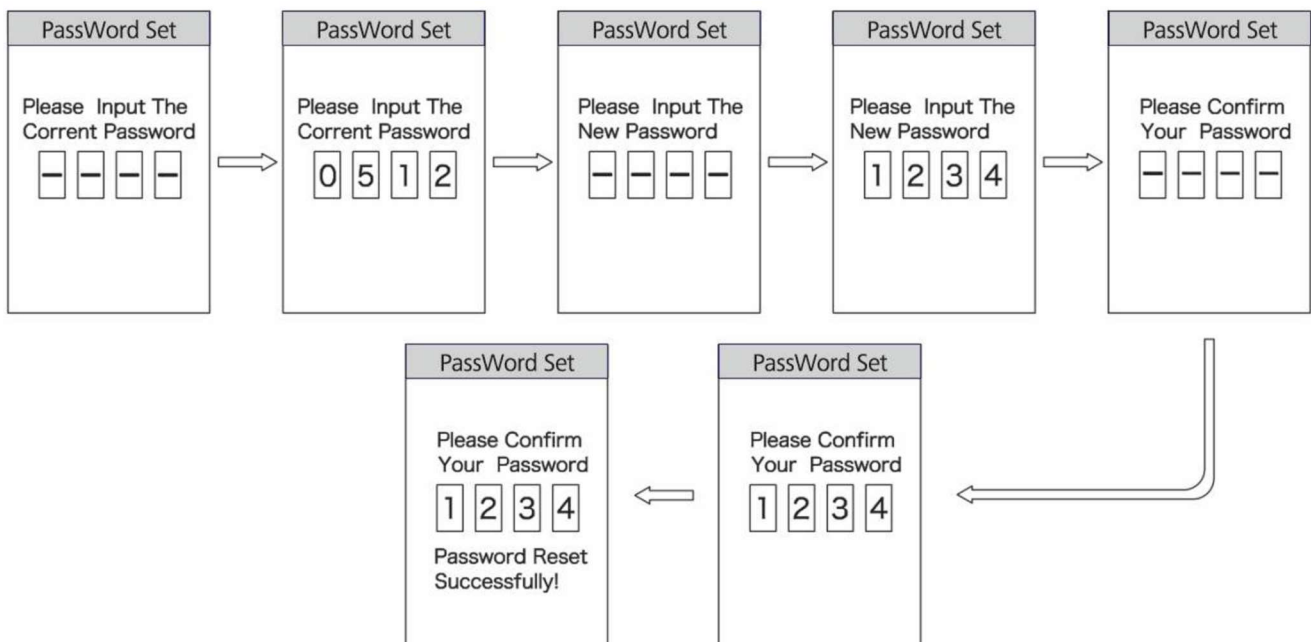 PassWord Set
Please Input The
Corrent Password
– – – –
PassWord Set
Please Input The
Corrent Password
0 5 1 2
PassWord Set
Please Input The
New Password
– – – –
PassWord Set
Please Input The
New Password
1 2 3 4
PassWord Set
Please Confirm
Your Password
– – – –
PassWord Set
Please Confirm
Your Password
1 2 3 4
PassWord Set
Please Confirm
Your Password
1 2 3 4
Password Reset
Successfully!